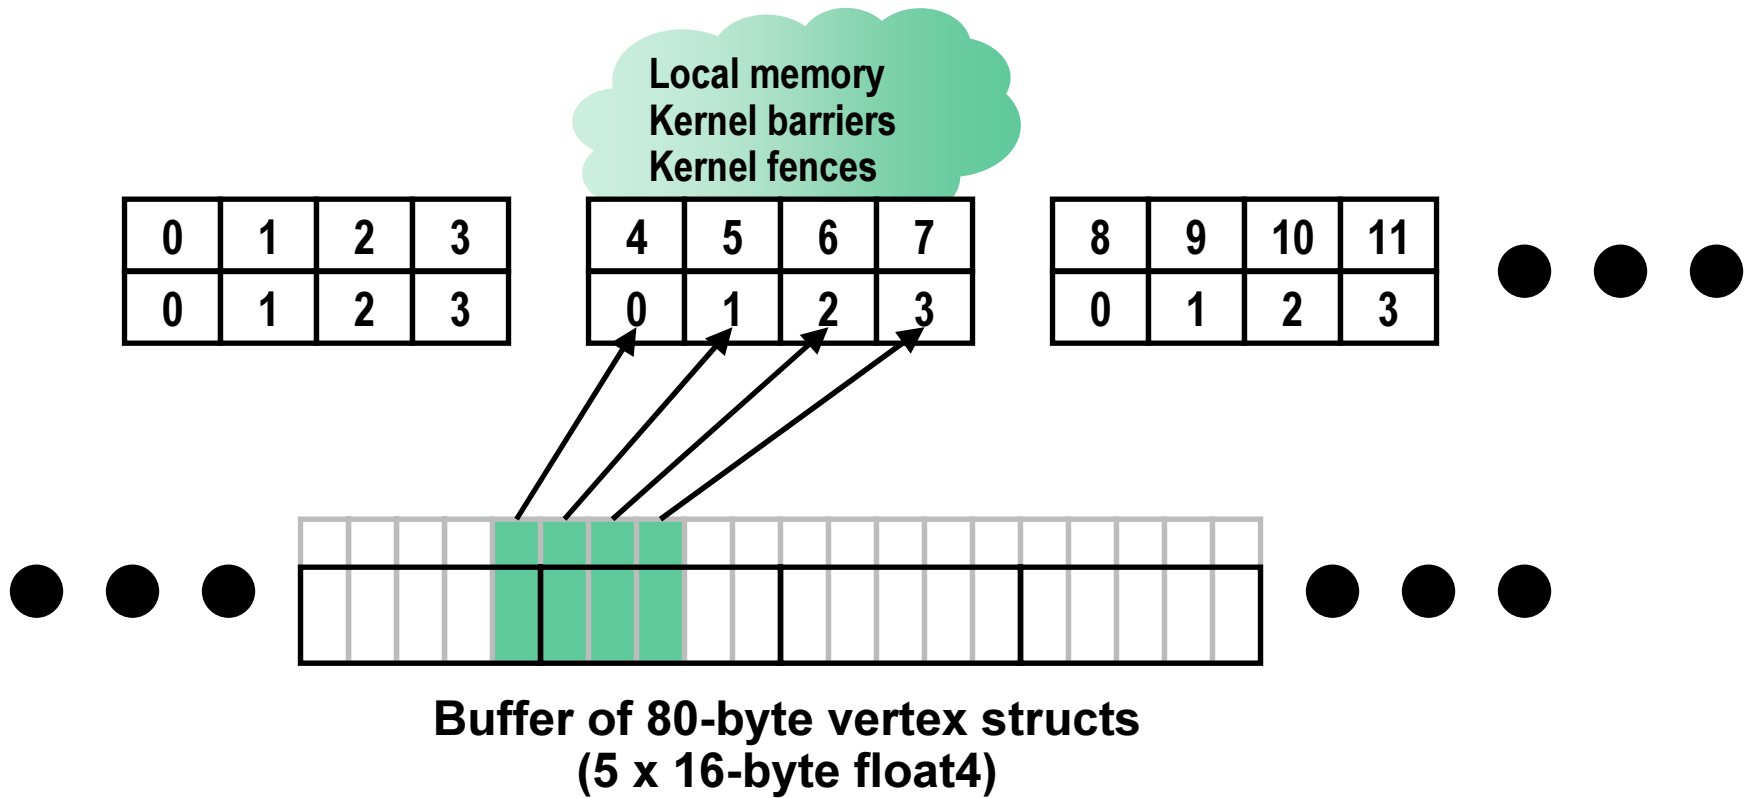 Local memory
Kernel barriers
Kernel fences
0 1 2 3 4 5 6 7 8 9 10 11
0 1 2 3 0 1 2 3 0 1 2 3
Buffer of 80-byte vertex structs
(5 x 16-byte float4)